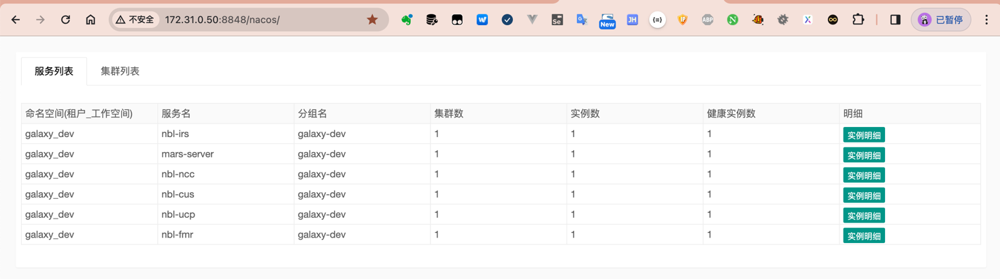 不安全 172.31.0.50:8848/nacos/ Se New JH {≡} IP ABP N 已暂停
服务列表 集群列表
命名空间(租户_工作空间) 服务名 分组名 集群数 实例数 健康实例数 明细
galaxy_dev nbl-irs galaxy-dev 1 1 1 实例明细
galaxy_dev mars-server galaxy-dev 1 1 1 实例明细
galaxy_dev nbl-ncc galaxy-dev 1 1 1 实例明细
galaxy_dev nbl-cus galaxy-dev 1 1 1 实例明细
galaxy_dev nbl-ucp galaxy-dev 1 1 1 实例明细
galaxy_dev nbl-fmr galaxy-dev 1 1 1 实例明细